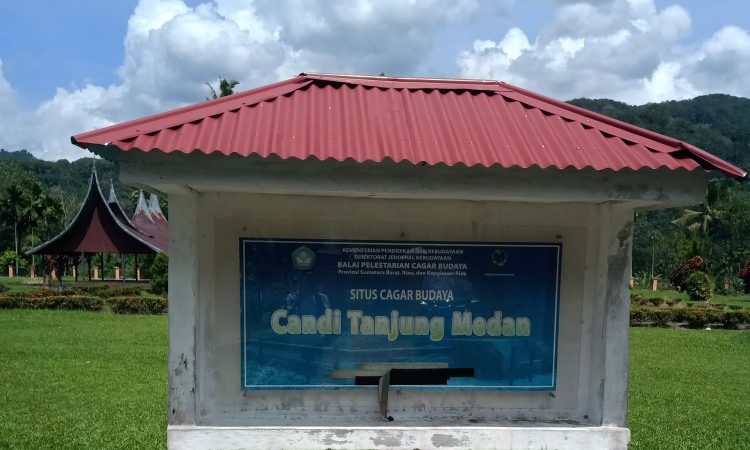 KEMENTERIAN PENDIDIKAN DAN KEBUDAYAAN
DIREKTORAT JENDERAL KEBUDAYAAN
BALAI PELESTARIAN CAGAR BUDAYA
Provinsi Sumatera Barat, Riau, dan Kepulauan Riau
SITUS CAGAR BUDAYA
Candi Tanjung Medan